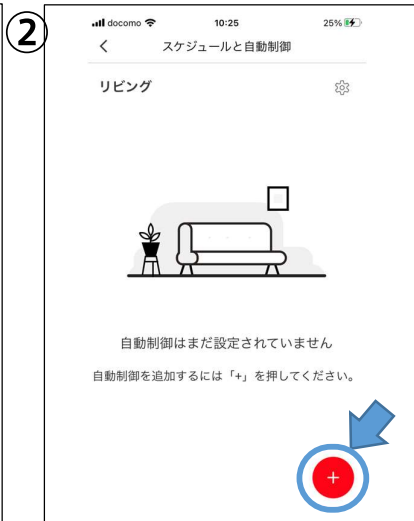 ②
docomo 10:25 25%
スケジュールと自動制御
リビング
自動制御はまだ設定されていません
自動制御を追加するには「+」を押してください。
+